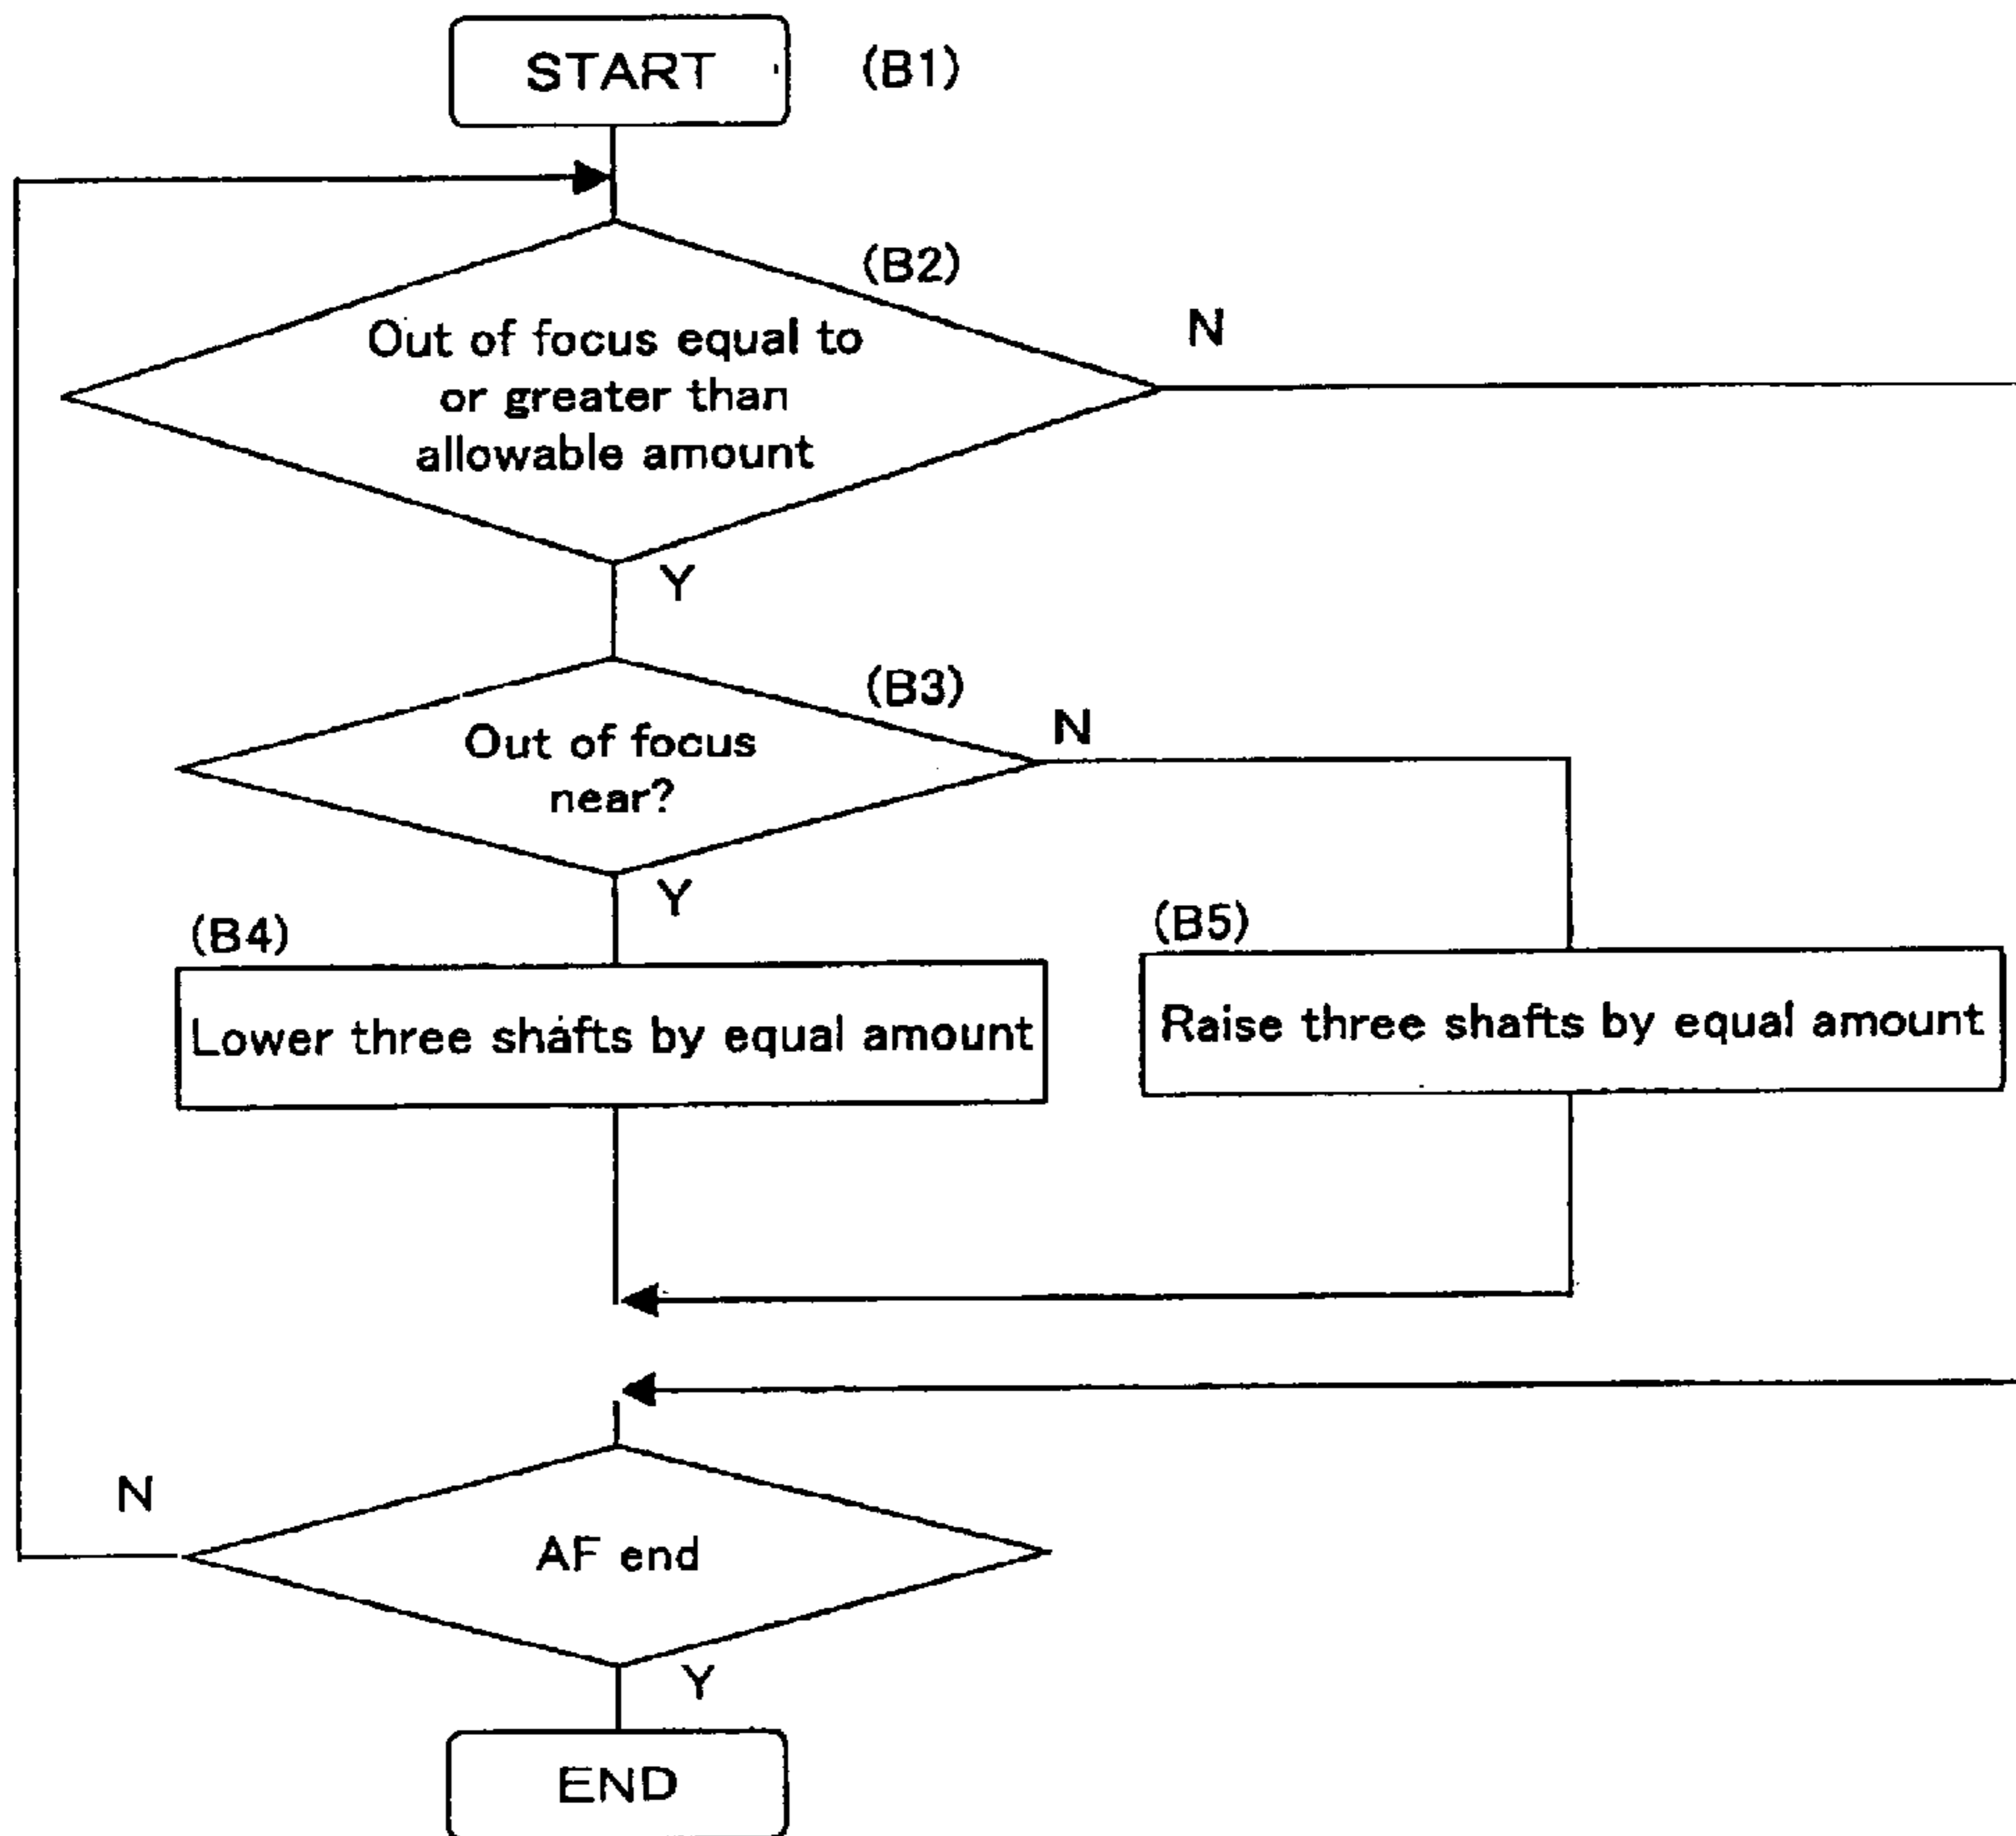 START
(B1)
(B2)
N
Out of focus equal to
or greater than
allowable amount
Y
(B3)
N
Out of focus
near?
Y
(B4)
(B5)
Lower three shafts by equal amount
Raise three shafts by equal amount
N
AF end
Y
END